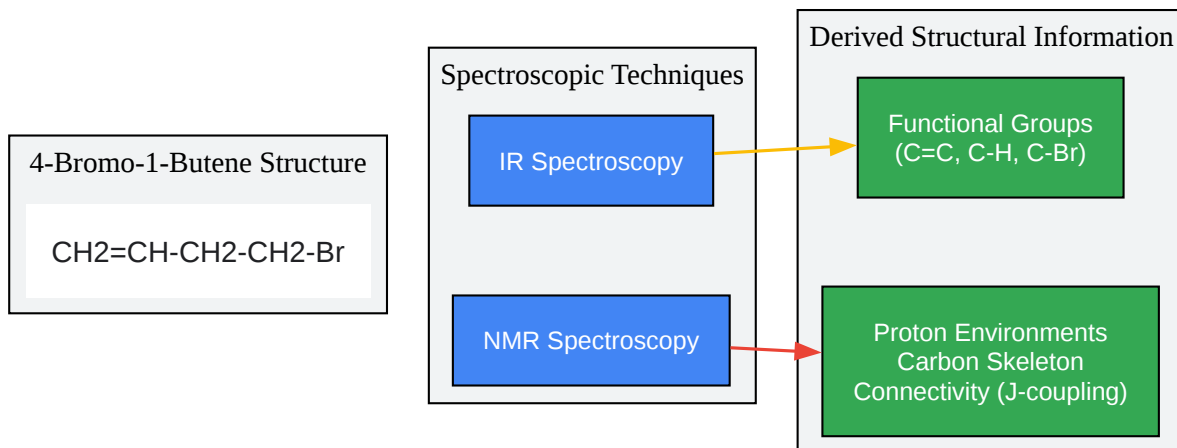 4-Bromo-1-Butene Structure
CH2=CH-CH2-CH2-Br
Spectroscopic Techniques
IR Spectroscopy
NMR Spectroscopy
Derived Structural Information
Functional Groups
(C=C, C-H, C-Br)
Proton Environments
Carbon Skeleton
Connectivity (J-coupling)